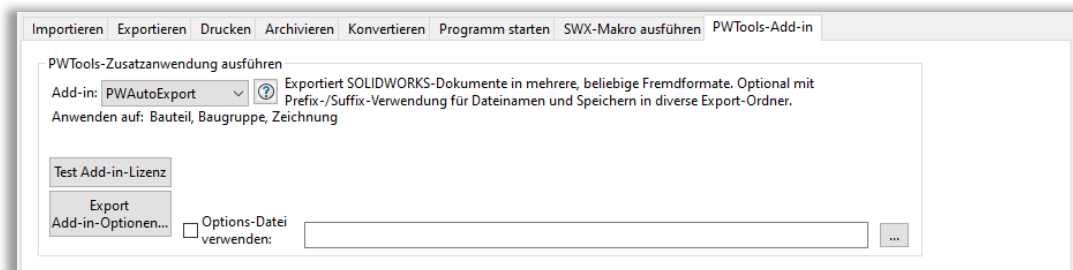 Importieren Exportieren Drucken Archivieren Konvertieren Programm starten SWX-Makro ausführen PWTools-Add-in
PWTools-Zusatzanwendung ausführen
Add-in: PWAutoExport ? Exportiert SOLIDWORKS-Dokumente in mehrere, beliebige Fremdformate. Optional mit
Prefix-/Suffix-Verwendung für Dateinamen und Speichern in diverse Export-Ordner.
Anwenden auf: Bauteil, Baugruppe, Zeichnung
Test Add-in-Lizenz
Export
Add-in-Optionen...
Options-Datei
verwenden:
...